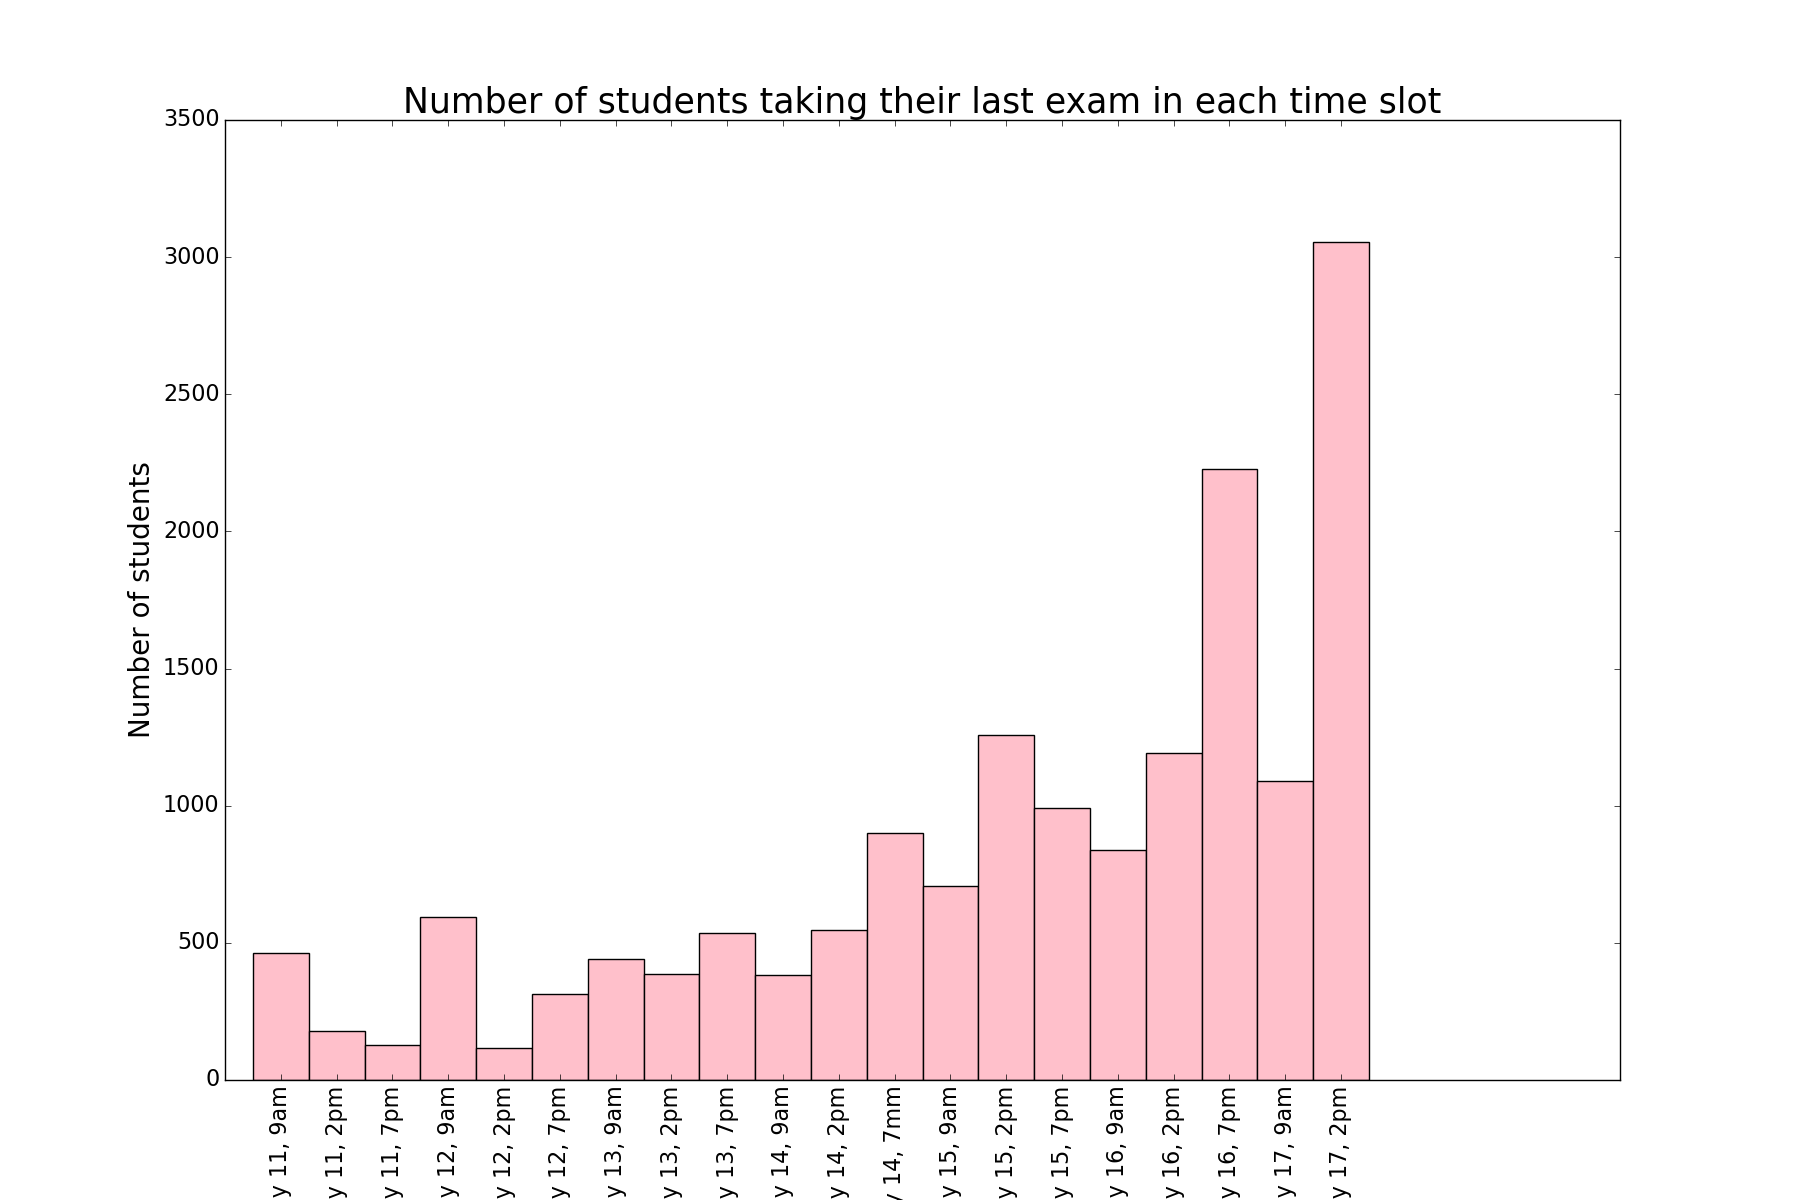 Number of students taking their last exam in each time slot
3500
3000
2500
2000
1500
1000
500
0
Number of students
y 11, 9am
y 11, 2pm
y 11, 7pm
y 12, 9am
y 12, 2pm
y 12, 7pm
y 13, 9am
y 13, 2pm
y 13, 7pm
y 14, 9am
y 14, 2pm
y 14, 7mm
y 15, 9am
y 15, 2pm
y 15, 7pm
y 16, 9am
y 16, 2pm
y 16, 7pm
y 17, 9am
y 17, 2pm